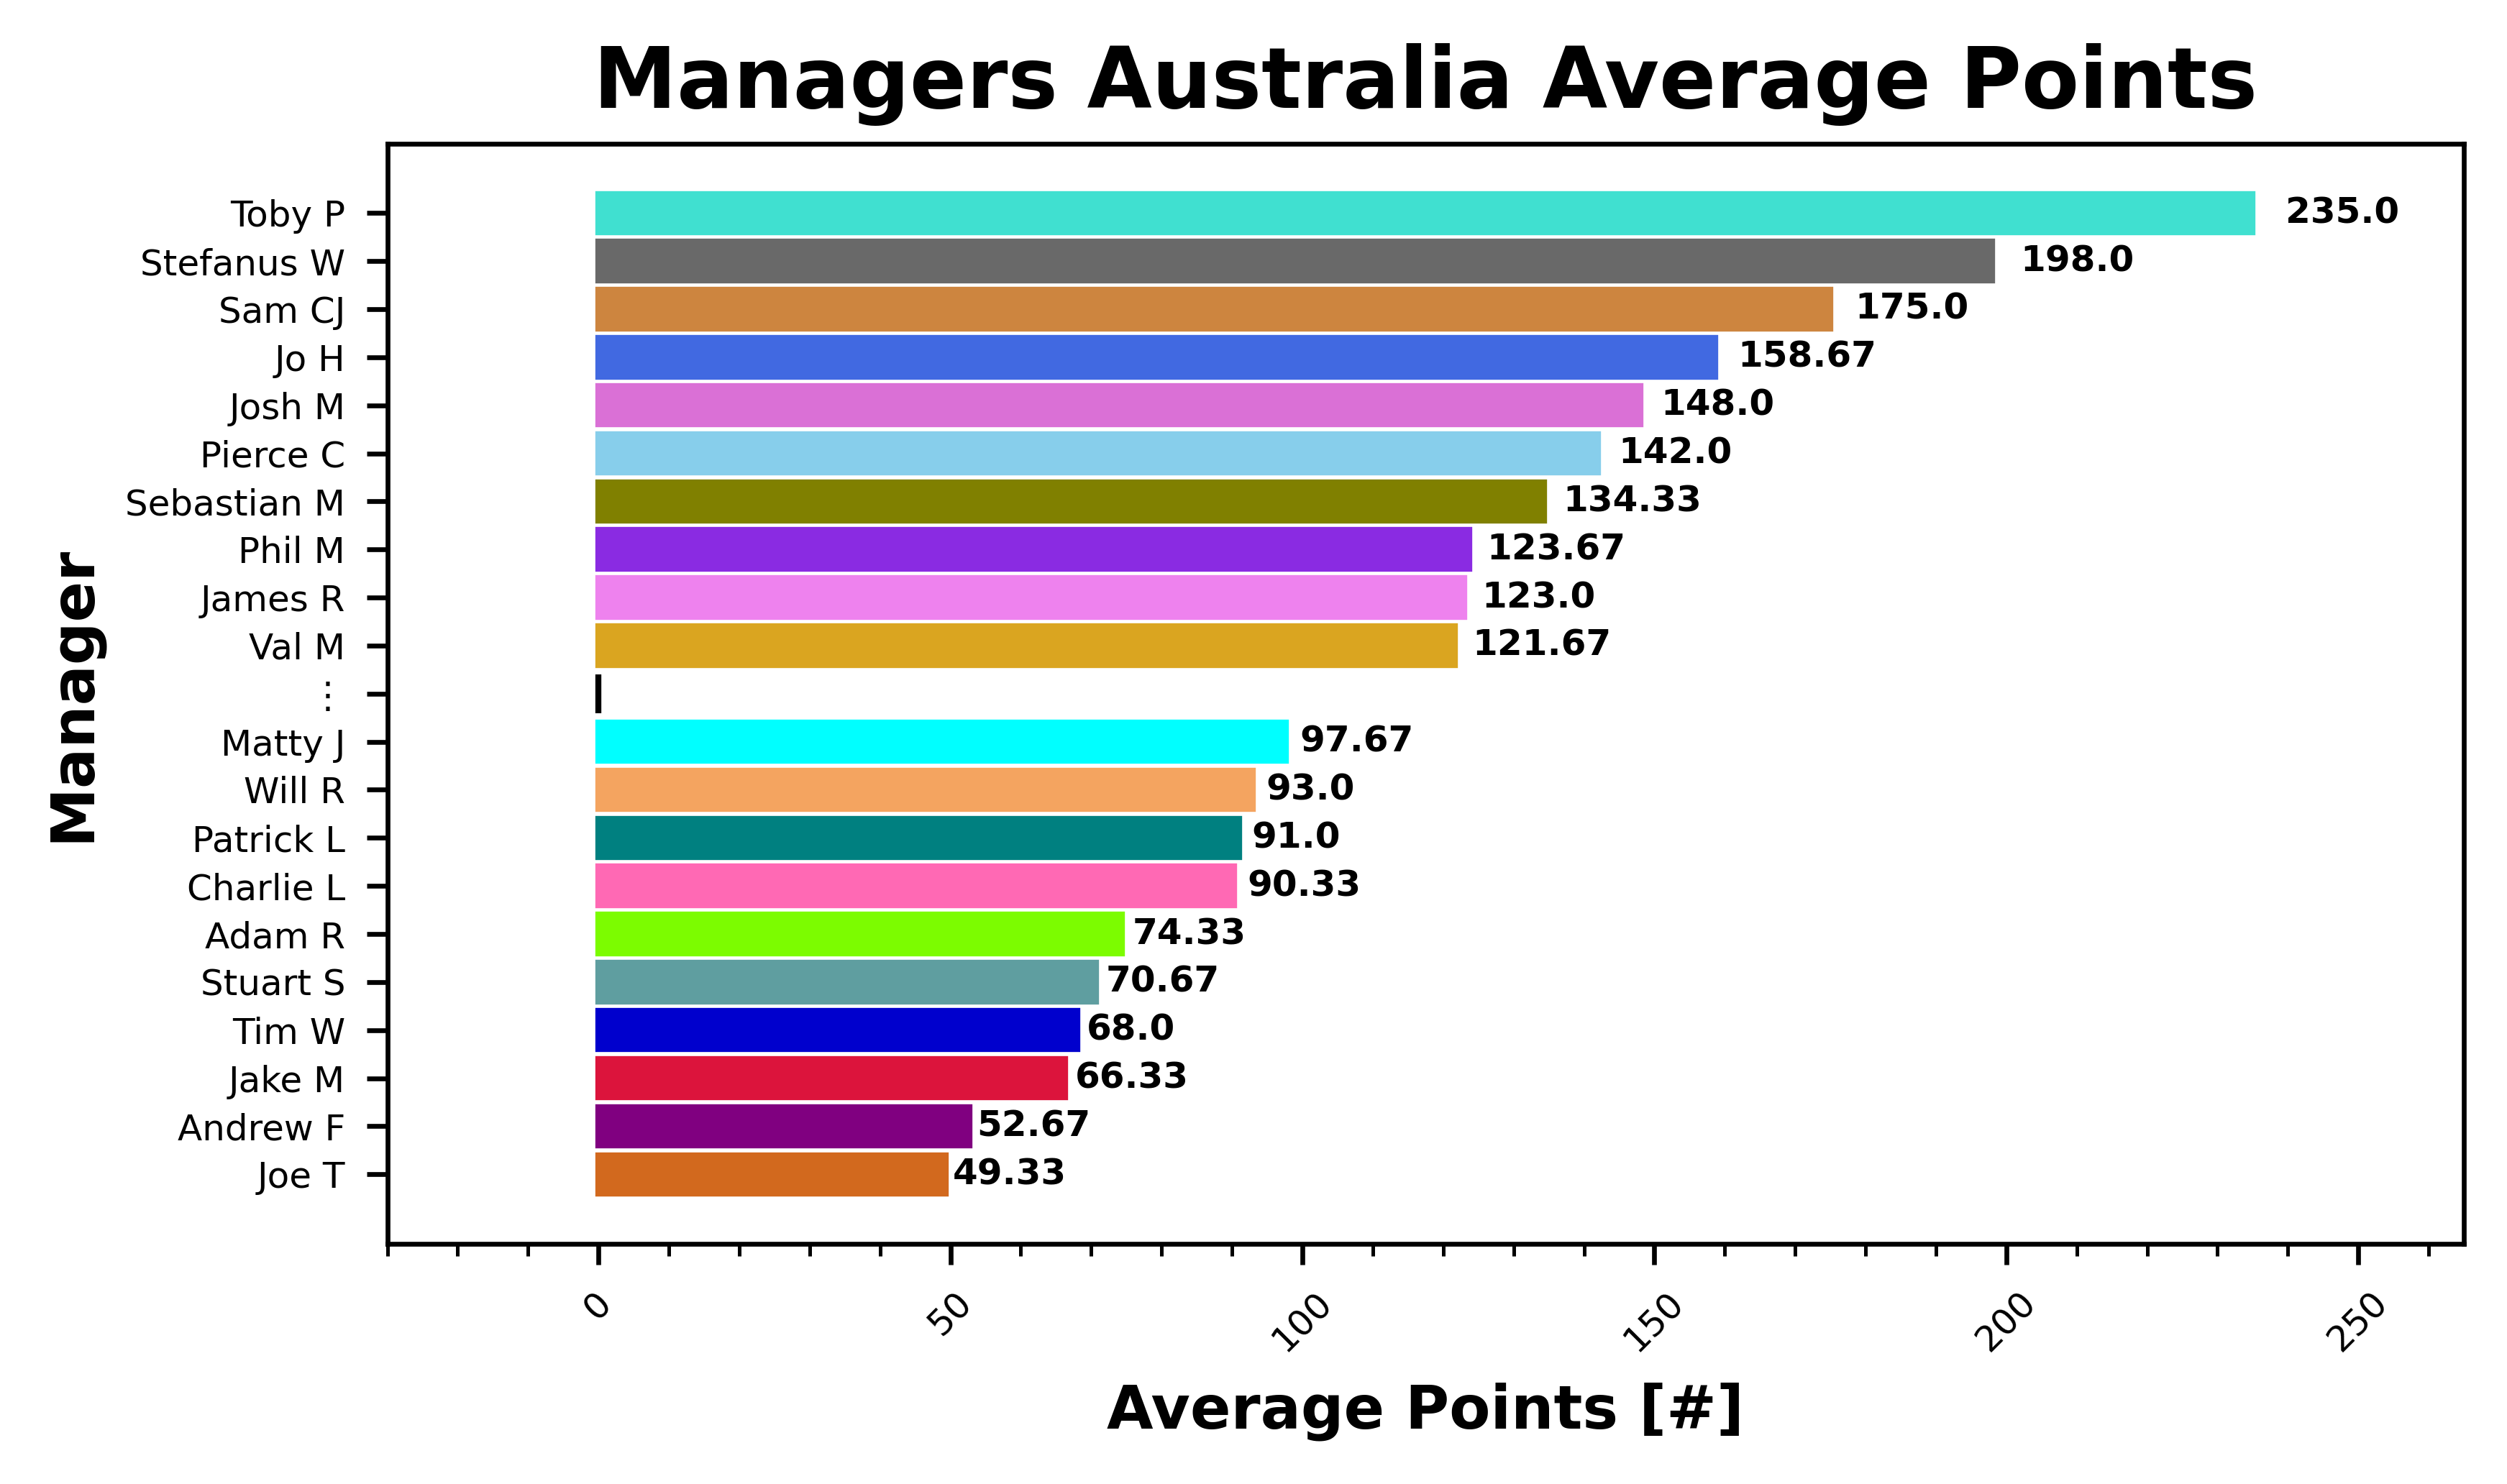 Managers Australia Average Points
Toby P 235.0
Stefanus W 198.0
Sam CJ 175.0
Jo H 158.67
Josh M 148.0
Pierce C 142.0
Sebastian M 134.33
Phil M 123.67
James R 123.0
Val M 121.67
⋮
Matty J 97.67
Will R 93.0
Patrick L 91.0
Charlie L 90.33
Adam R 74.33
Stuart S 70.67
Tim W 68.0
Jake M 66.33
Andrew F 52.67
Joe T 49.33
Manager
0 50 100 150 200 250
Average Points [#]